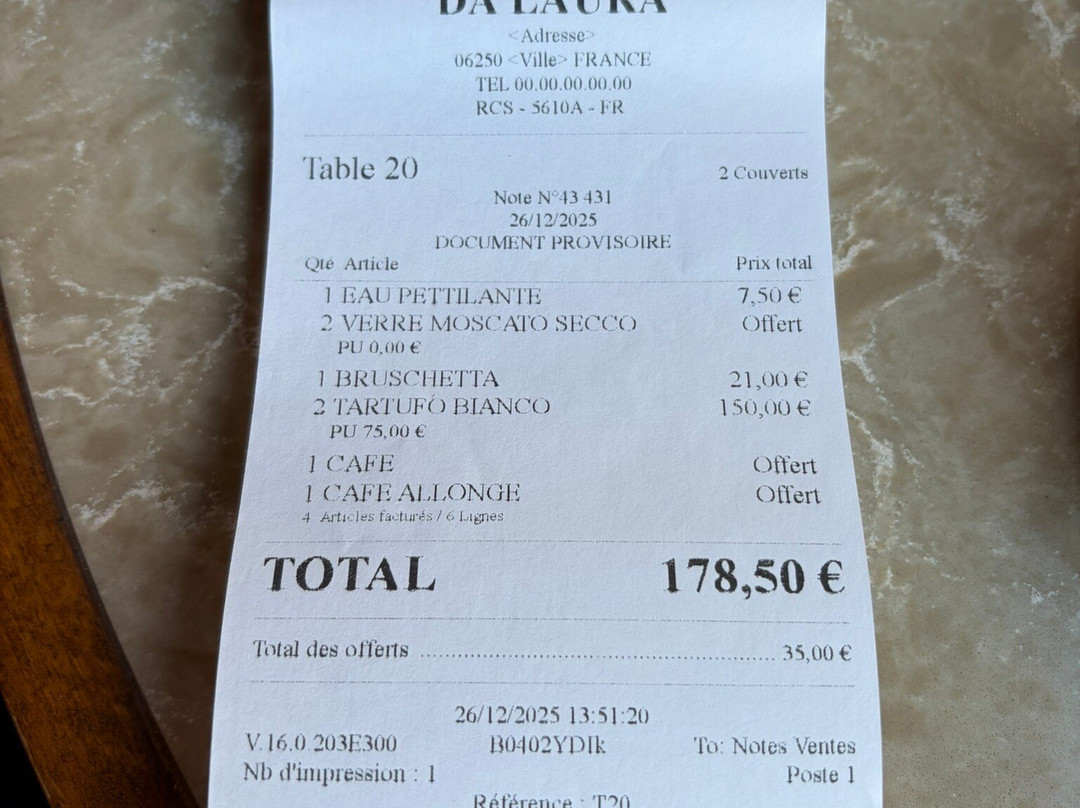 DA LAURA
<Adresse>
06250 <Ville> FRANCE
TEL 00.00.00.00.00
RCS - 5610A - FR
Table 20 2 Couverts
Note N°43 431
26/12/2025
DOCUMENT PROVISOIRE
Qté Article Prix total
1 EAU PETTILANTE 7,50 €
2 VERRE MOSCATO SECCO Offert
PU 0,00 €
1 BRUSCHETTA 21,00 €
2 TARTUFO BIANCO 150,00 €
PU 75,00 €
1 CAFE Offert
1 CAFE ALLONGE Offert
4 Articles facturés / 6 Lignes
TOTAL 178,50 €
Total des offerts ........................ 35,00 €
26/12/2025 13:51:20
V.16.0.203E300 B0402YDIk To: Notes Ventes
Nb d'impression : 1 Poste 1
Référence : T20